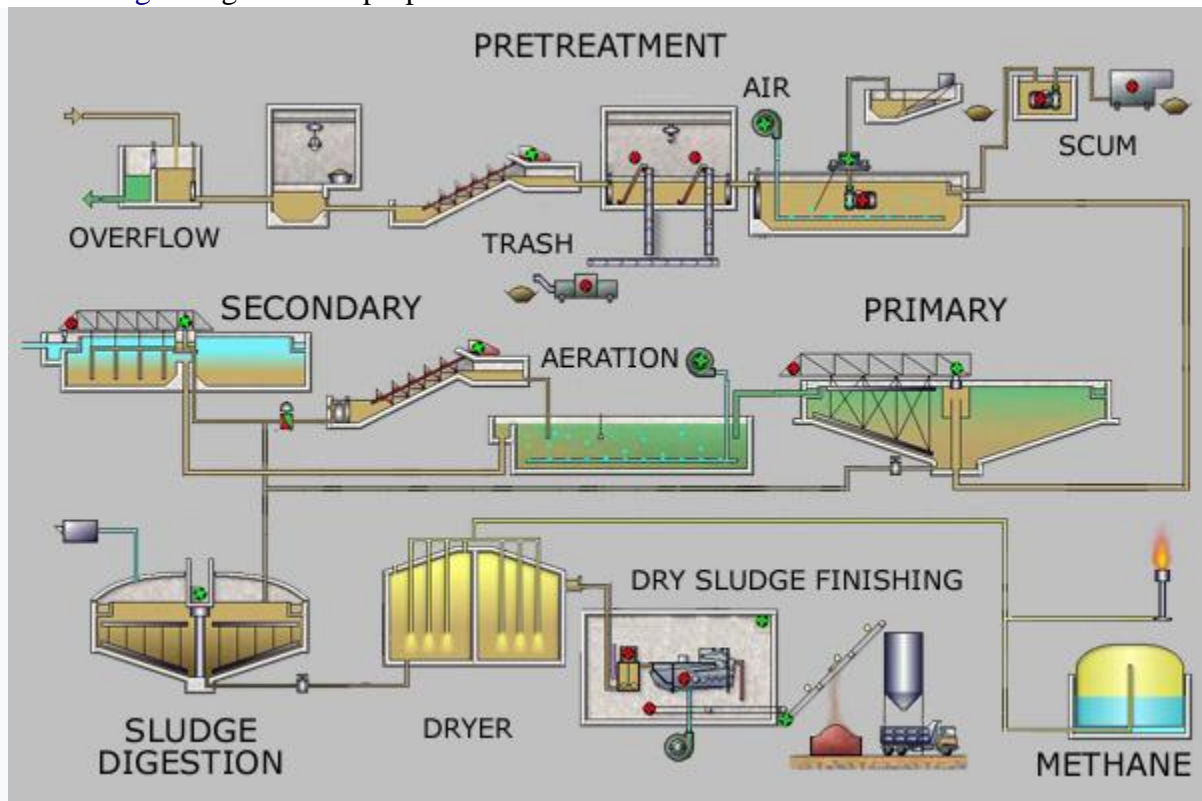 PRETREATMENT
AIR
SCUM
OVERFLOW
TRASH
SECONDARY
PRIMARY
AERATION
DRY SLUDGE FINISHING
SLUDGE
DIGESTION
DRYER
METHANE